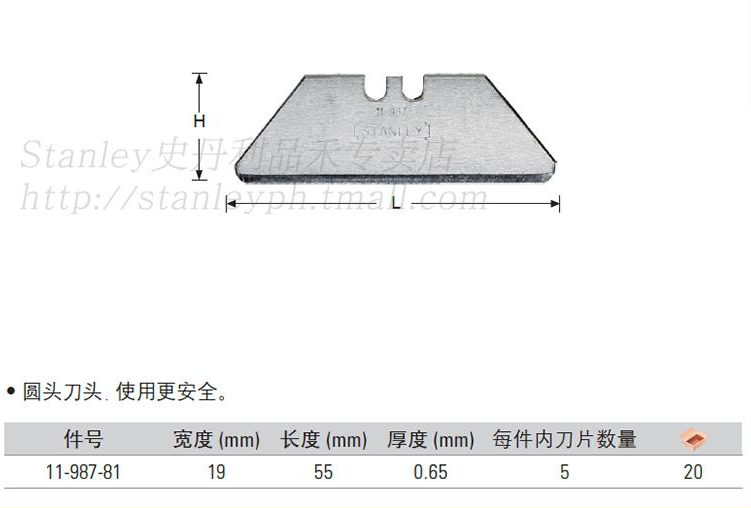 H
11-987
[STANLEY]
Stanley史丹利品禾专卖店
http://stanleyph.tmall.com
L
• 圆头刀头. 使用更安全。
件号 宽度 (mm) 长度 (mm) 厚度 (mm) 每件内刀片数量
11-987-81 19 55 0.65 5 20